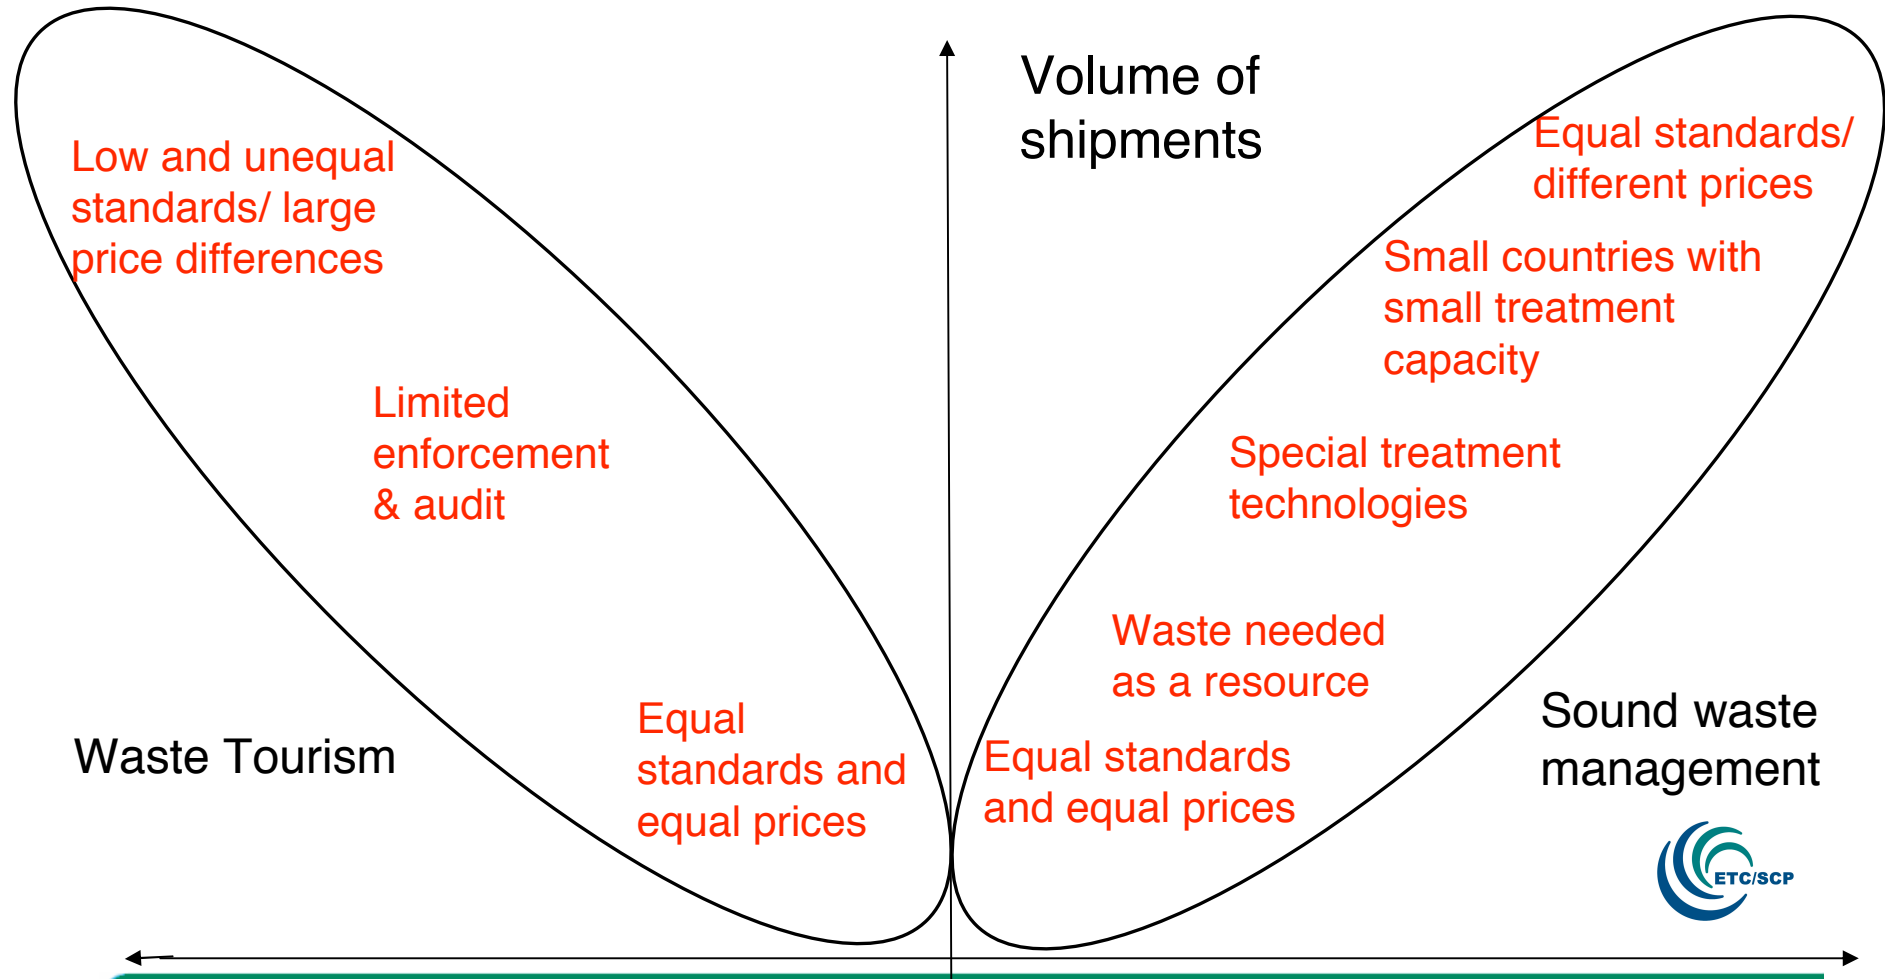 Volume of
shipments
Low and unequal
standards/ large
price differences
Limited
enforcement
& audit
Equal
standards and
equal prices
Waste Tourism
Equal standards/
different prices
Small countries with
small treatment
capacity
Special treatment
technologies
Waste needed
as a resource
Equal standards
and equal prices
Sound waste
management
ETC/SCP